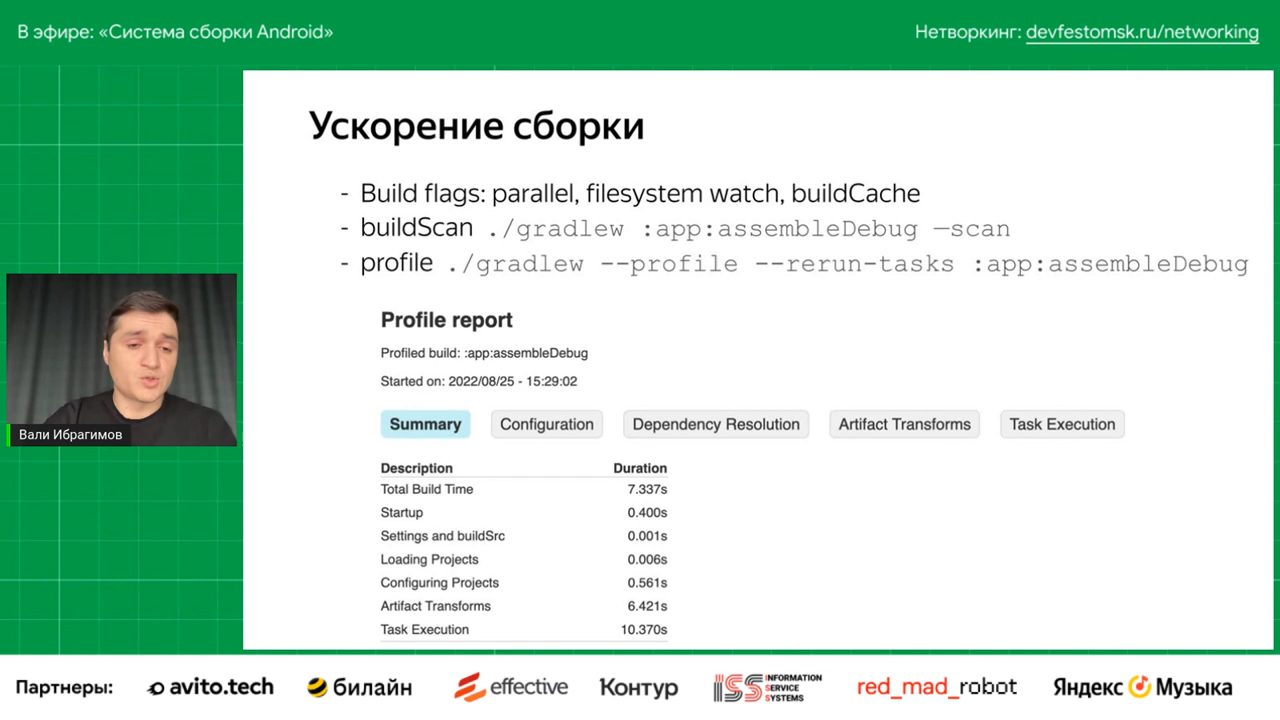 В эфире: «Система сборки Android»
Нетворкинг: devfestomsk.ru/networking
Ускорение сборки
- Build flags: parallel, filesystem watch, buildCache
- buildScan ./gradlew :app:assembleDebug —scan
- profile ./gradlew --profile --rerun-tasks :app:assembleDebug
Profile report
Profiled build: :app:assembleDebug
Started on: 2022/08/25 - 15:29:02
Summary Configuration Dependency Resolution Artifact Transforms Task Execution
Description Duration
Total Build Time 7.337s
Startup 0.400s
Settings and buildSrc 0.001s
Loading Projects 0.006s
Configuring Projects 0.561s
Artifact Transforms 6.421s
Task Execution 10.370s
Вали Ибрагимов
Партнеры: avito.tech билайн effective Контур ISS INFORMATION SERVICE SYSTEMS red_mad_robot Яндекс Музыка